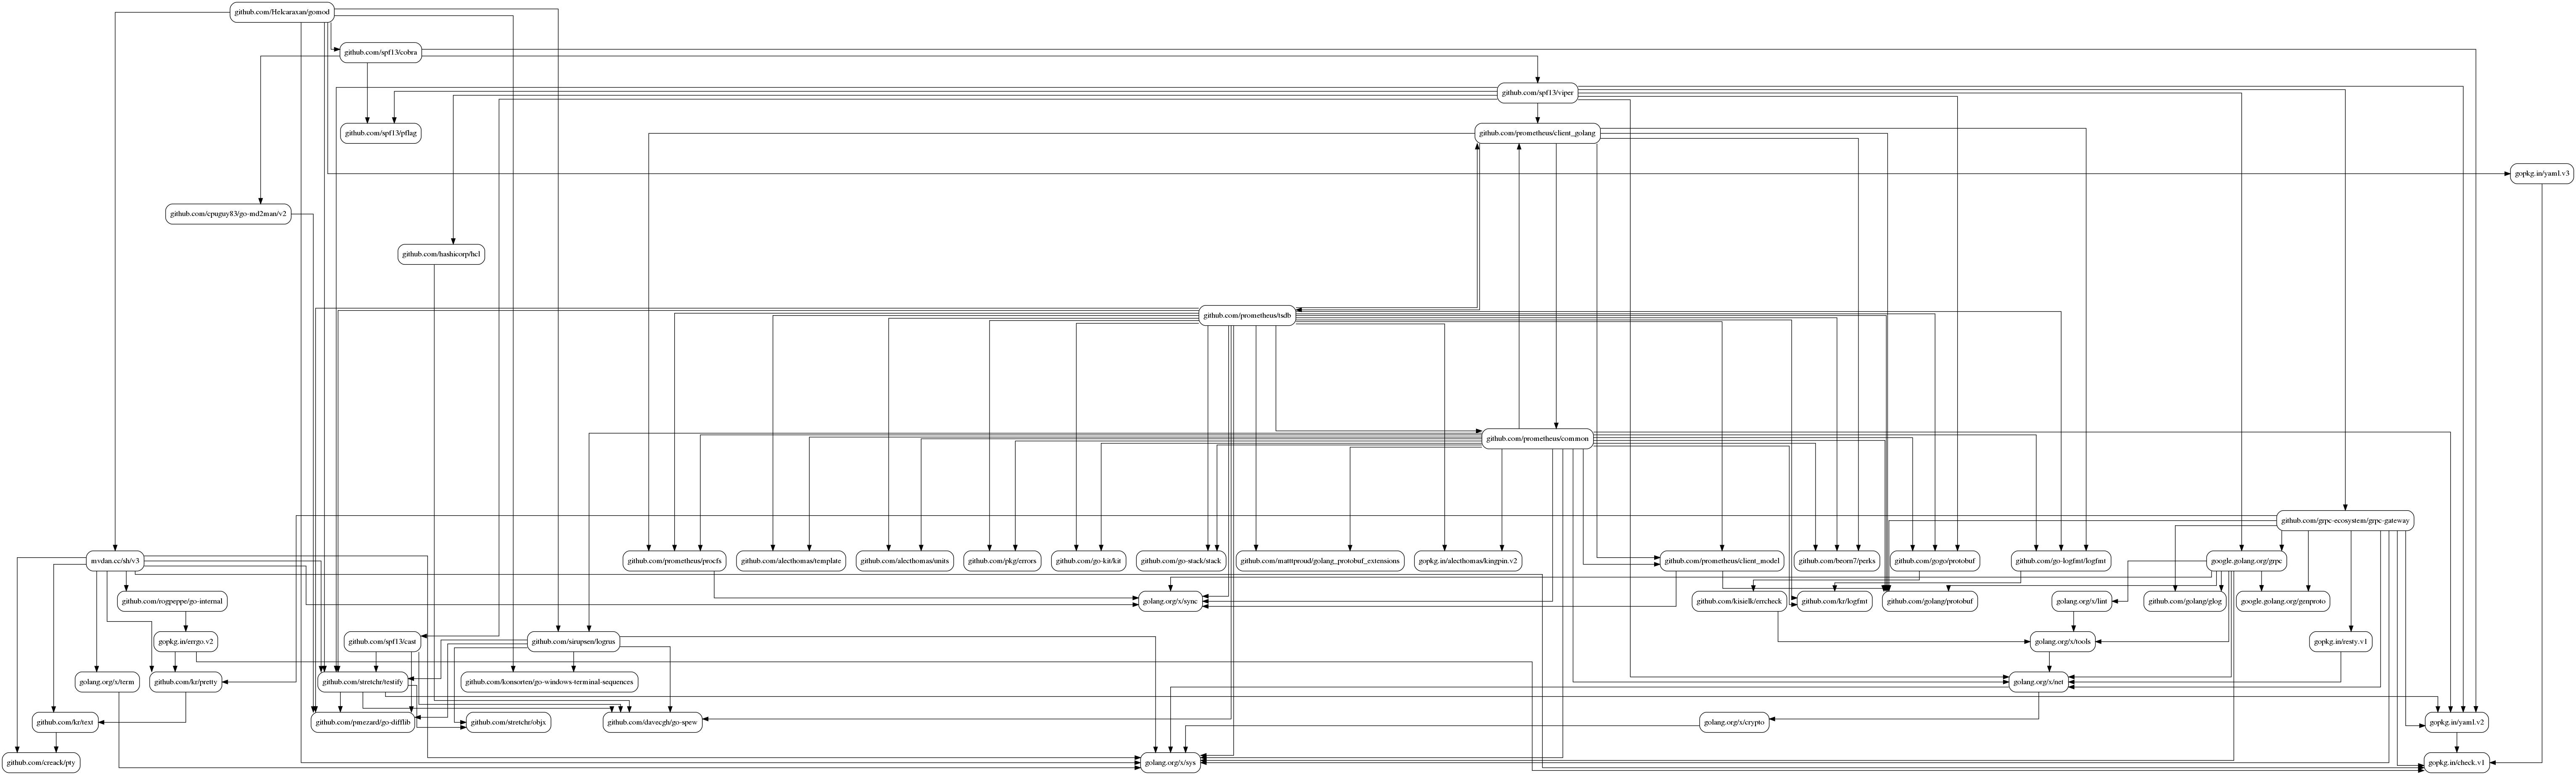 github.com/Helcaraxan/gomod
github.com/spf13/cobra
github.com/spf13/viper
github.com/spf13/pflag
github.com/prometheus/client_golang
gopkg.in/yaml.v3
github.com/cpuguy83/go-md2man/v2
github.com/hashicorp/hcl
github.com/prometheus/tsdb
github.com/prometheus/common
github.com/grpc-ecosystem/grpc-gateway
mvdan.cc/sh/v3
github.com/prometheus/procfs
github.com/alecthomas/template
github.com/alecthomas/units
github.com/pkg/errors
github.com/go-kit/kit
github.com/go-stack/stack
github.com/matttproud/golang_protobuf_extensions
gopkg.in/alecthomas/kingpin.v2
github.com/prometheus/client_model
github.com/beorn7/perks
github.com/gogo/protobuf
github.com/go-logfmt/logfmt
google.golang.org/grpc
github.com/rogpeppe/go-internal
golang.org/x/sync
github.com/kisielk/errcheck
github.com/kr/logfmt
github.com/golang/protobuf
golang.org/x/lint
github.com/golang/glog
google.golang.org/genproto
gopkg.in/errgo.v2
github.com/spf13/cast
github.com/sirupsen/logrus
golang.org/x/tools
gopkg.in/resty.v1
golang.org/x/term
github.com/kr/pretty
github.com/stretchr/testify
github.com/konsorten/go-windows-terminal-sequences
golang.org/x/net
github.com/kr/text
github.com/pmezard/go-difflib
github.com/stretchr/objx
github.com/davecgh/go-spew
golang.org/x/crypto
gopkg.in/yaml.v2
github.com/creack/pty
golang.org/x/sys
gopkg.in/check.v1